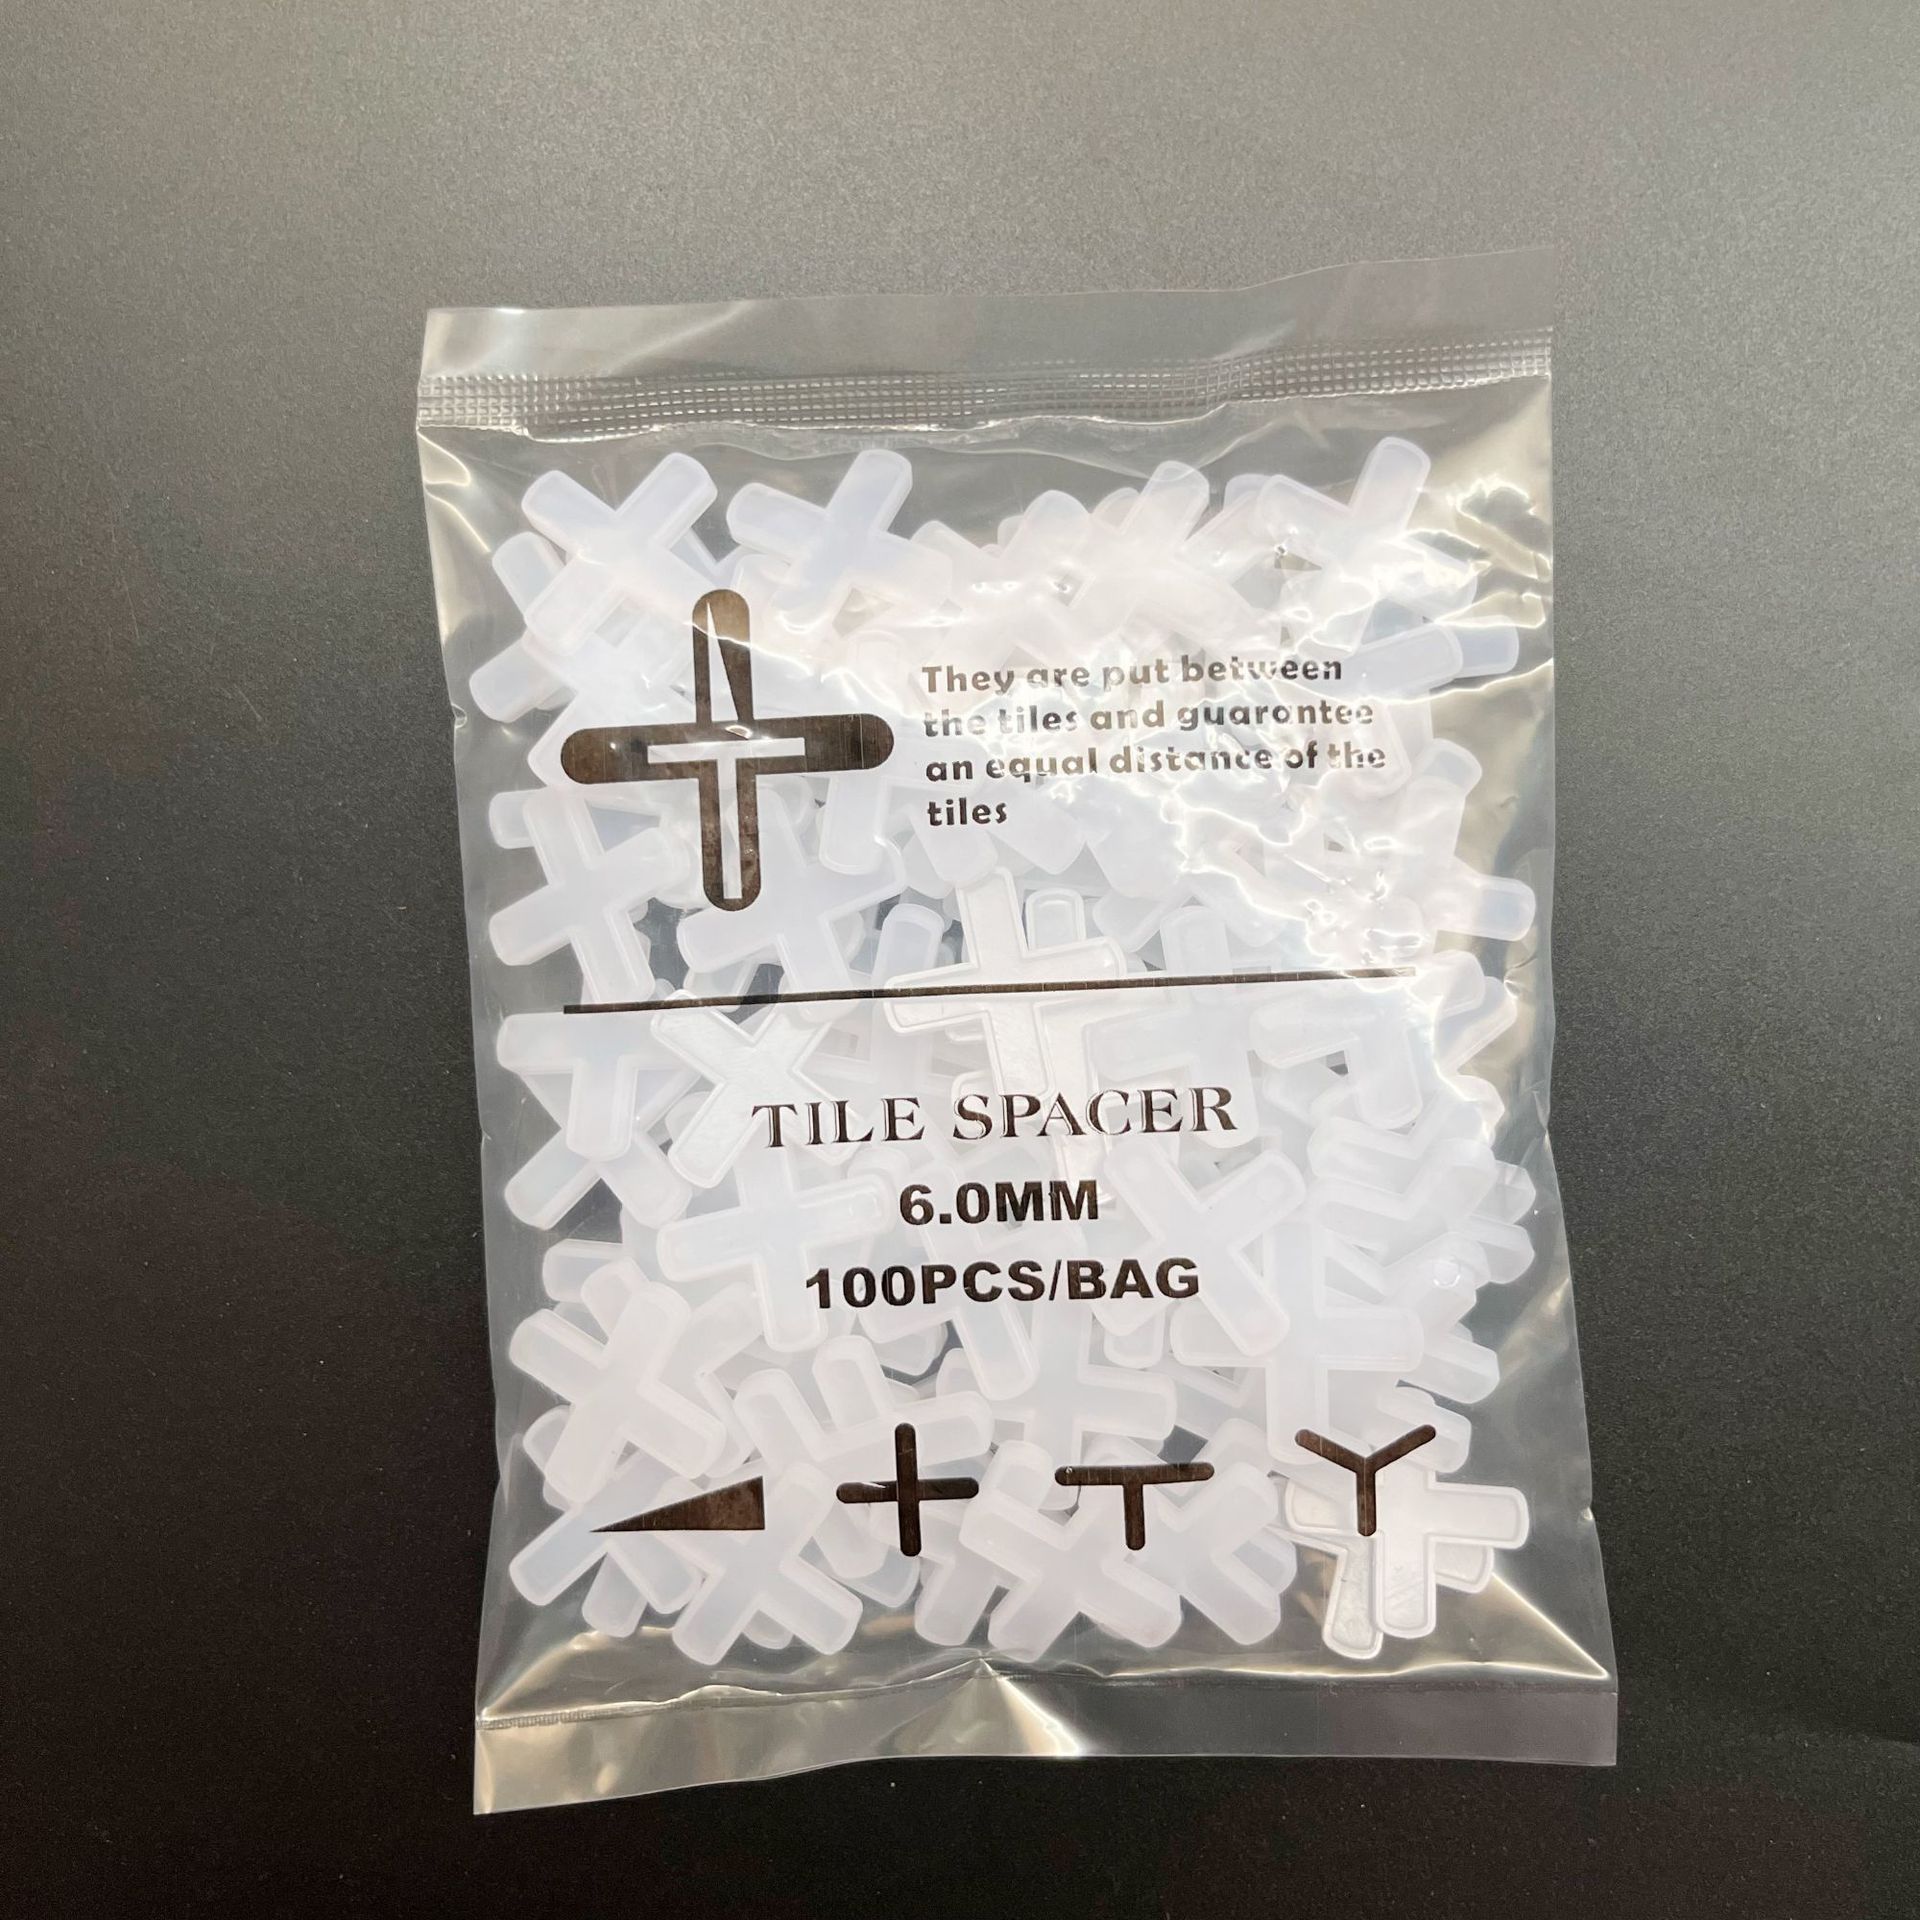 They are put between
the tiles and guarantee
an equal distance of the
tiles
TILE SPACER
6.0MM
100PCS/BAG